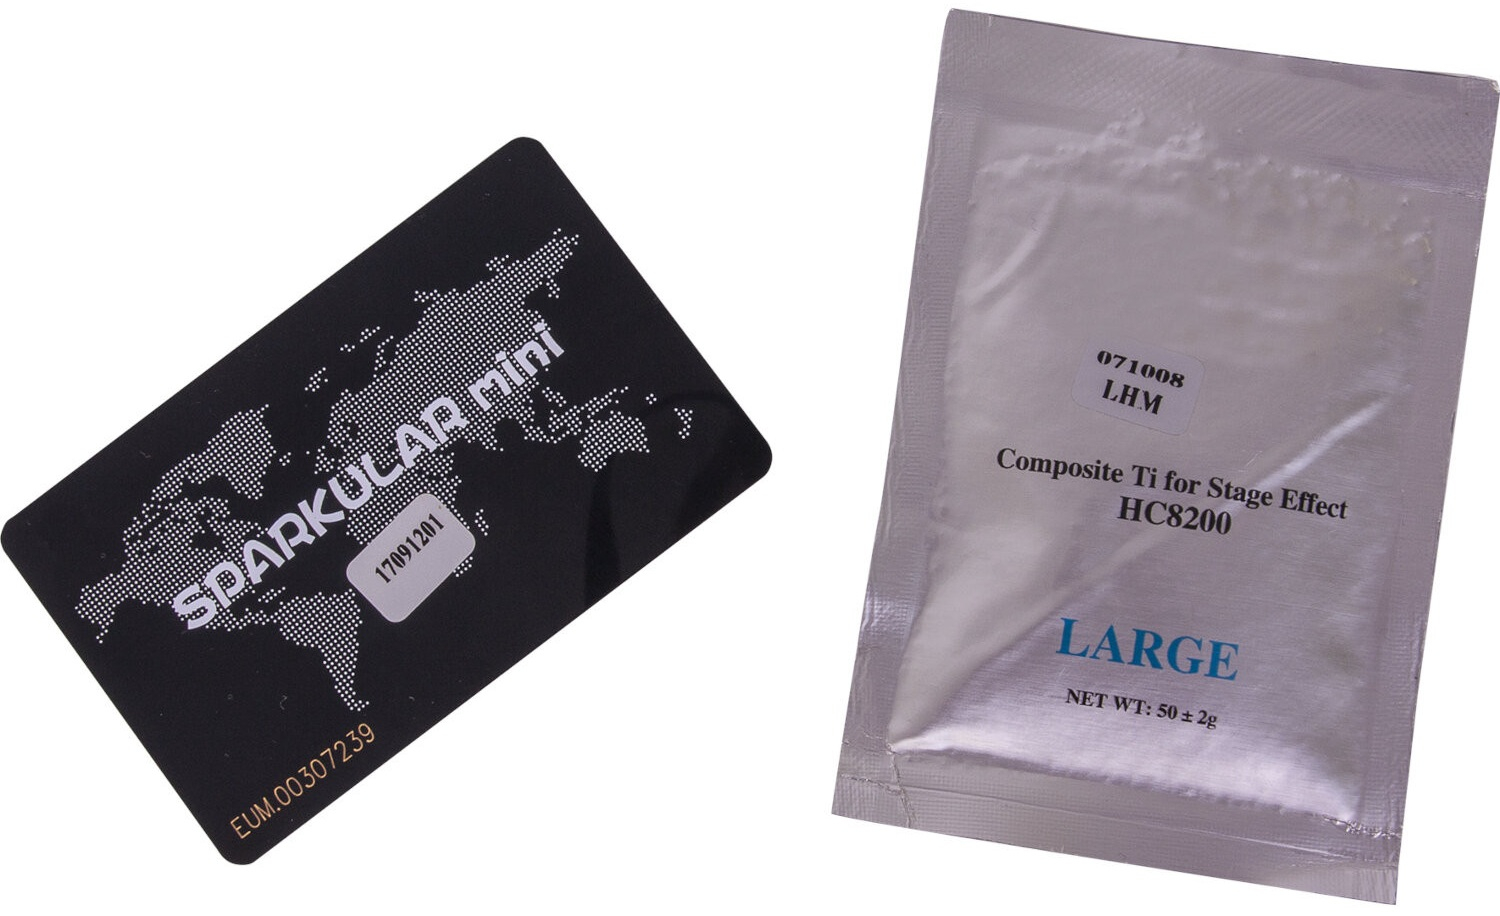 SPARKULAR mini
17091201
EUM.00307239
071008
LHM
Composite Ti for Stage Effect
HC8200
LARGE
NET WT: 50 ± 2g